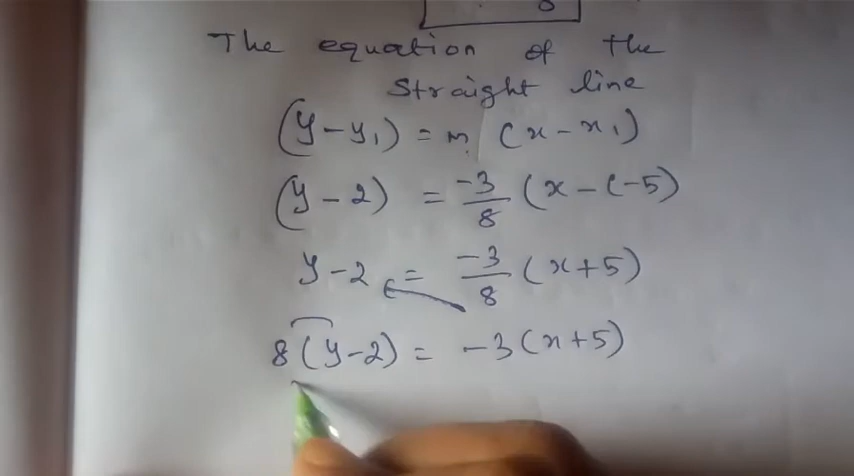 8
The equation of the
straight line
(y-y₁) = m (x-x₁)
(y-2) = -3/8 (x-(-5)
y-2 = -3/8 (x+5)
8(y-2) = -3(x+5)